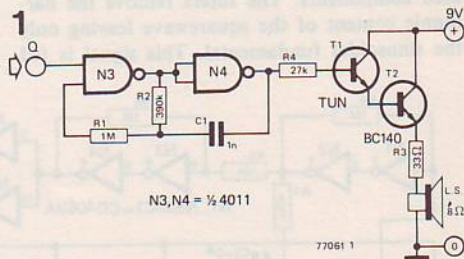 1
9V
+
Q
N3
N4
R4
27k
T1
T2
TUN
BC140
R2
390k
R1
1M
C1
1n
R3
33Ω
L.S.
8Ω
N3,N4 = ½ 4011
77061 1
0